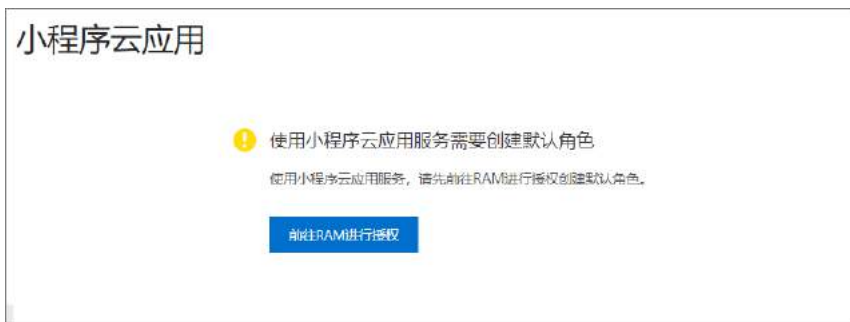 小程序云应用
使用小程序云应用服务需要创建默认角色
使用小程序云应用服务，请先前往RAM进行授权创建默认角色。
前往RAM进行授权